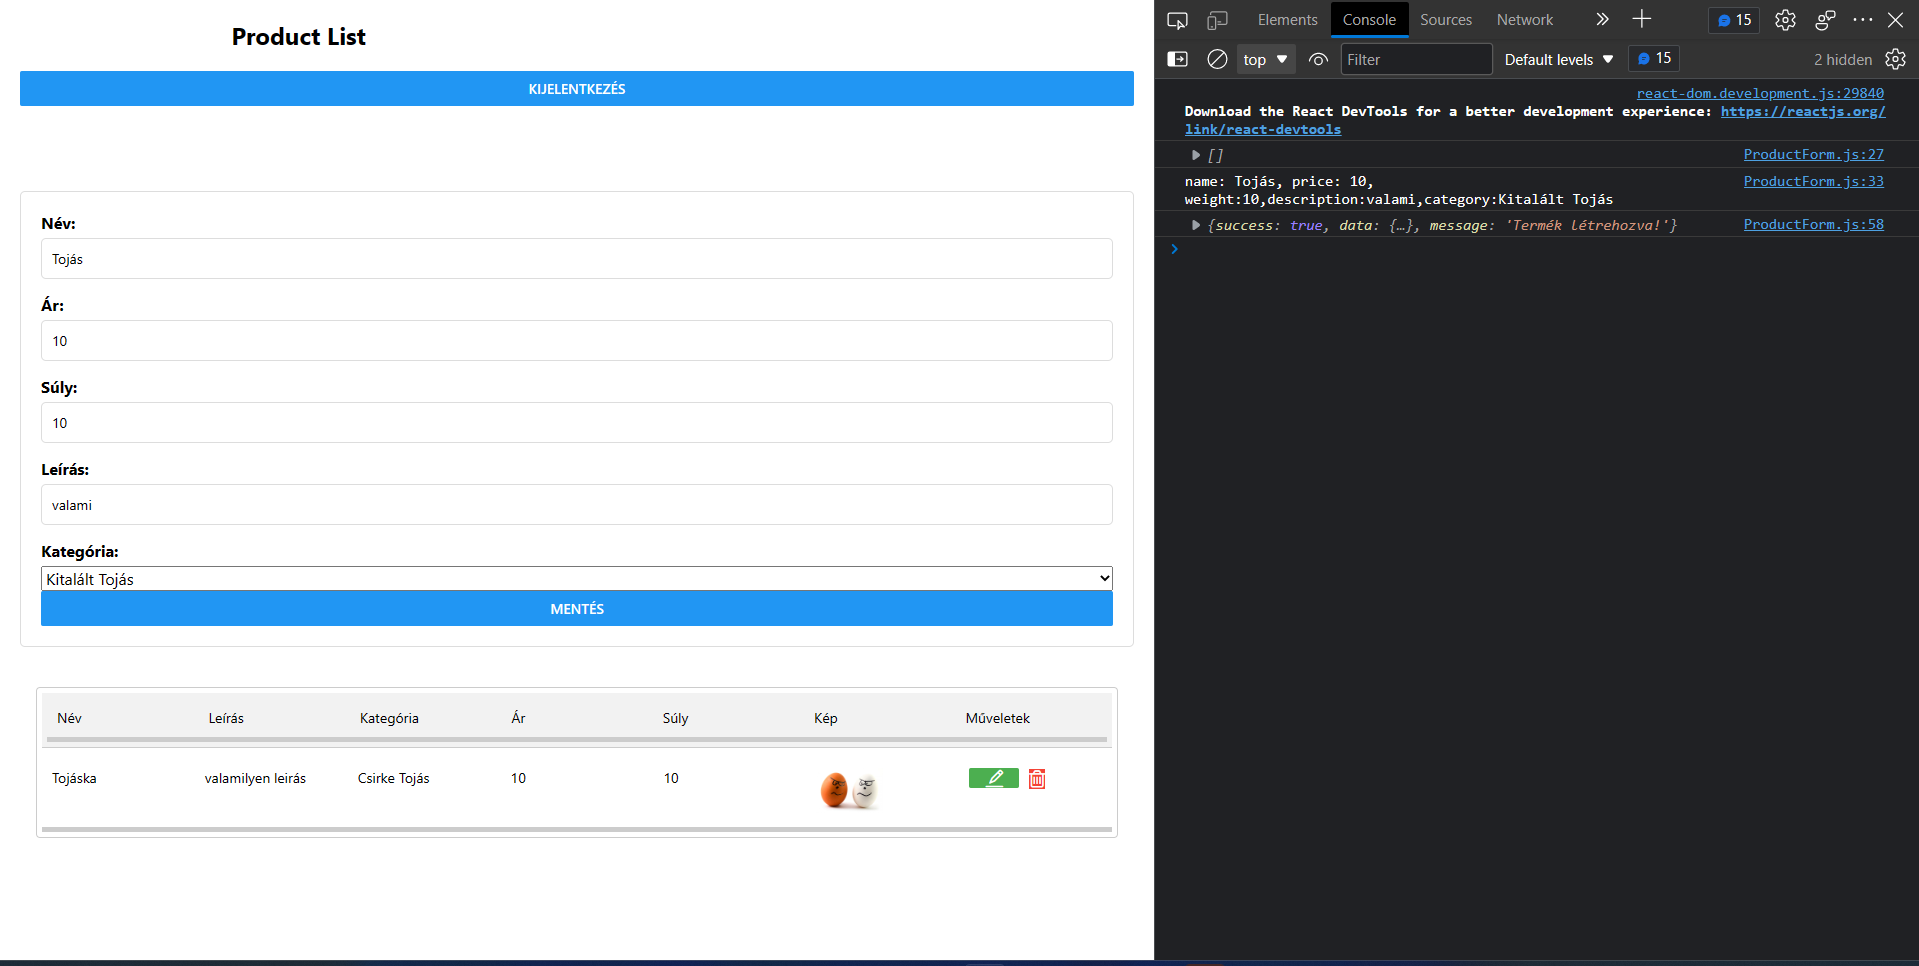 Product List
KIJELENTKEZÉS
Név:
Tojás
Ár:
10
Súly:
10
Leírás:
valami
Kategória:
Kitalált Tojás
MENTÉS
Név Leírás Kategória Ár Súly Kép Műveletek
Tojáska valamilyen leirás Csirke Tojás 10 10
Elements Console Sources Network 15
top Filter Default levels 15 2 hidden
react-dom.development.js:29840
Download the React DevTools for a better development experience: https://reactjs.org/
link/react-devtools
[] ProductForm.js:27
name: Tojás, price: 10, ProductForm.js:33
weight:10,description:valami,category:Kitalált Tojás
{success: true, data: {…}, message: 'Termék létrehozva!'} ProductForm.js:58